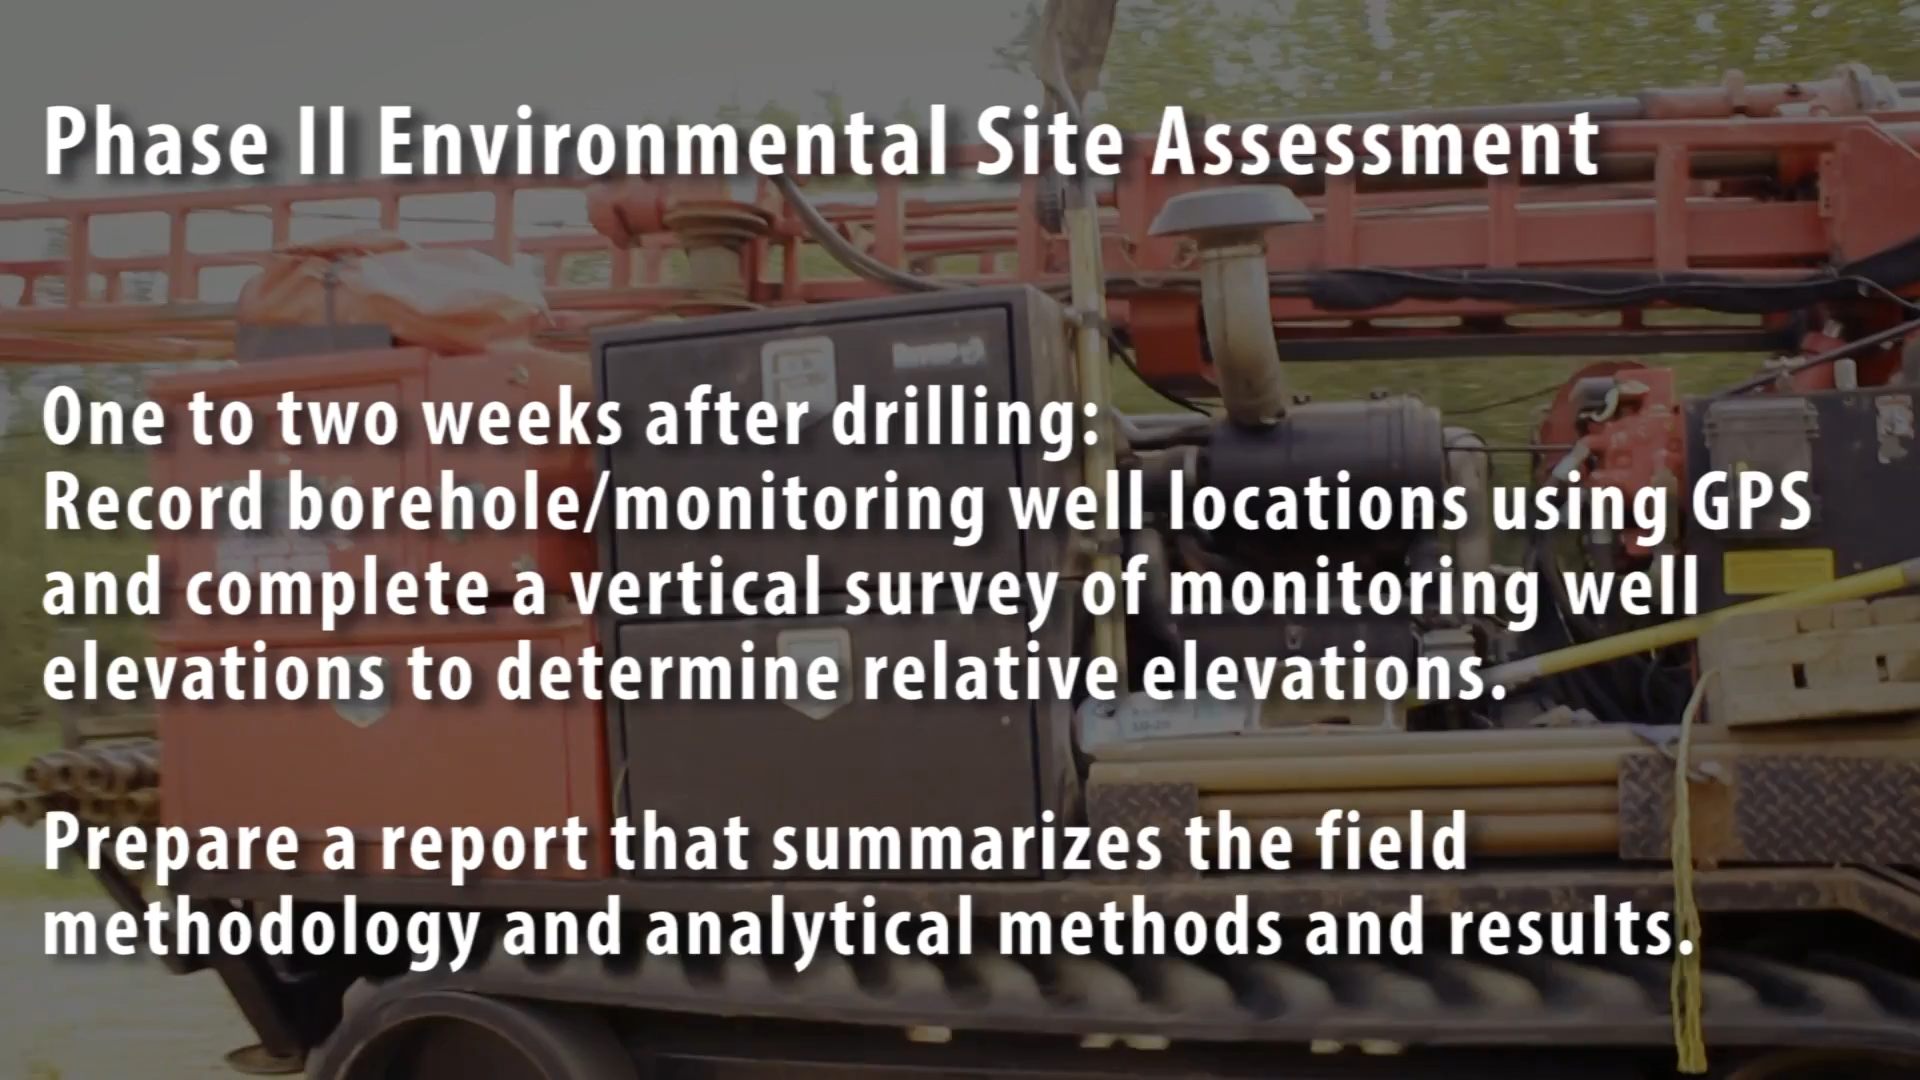 Phase II Environmental Site Assessment
One to two weeks after drilling:
Record borehole/monitoring well locations using GPS
and complete a vertical survey of monitoring well
elevations to determine relative elevations.
Prepare a report that summarizes the field
methodology and analytical methods and results.